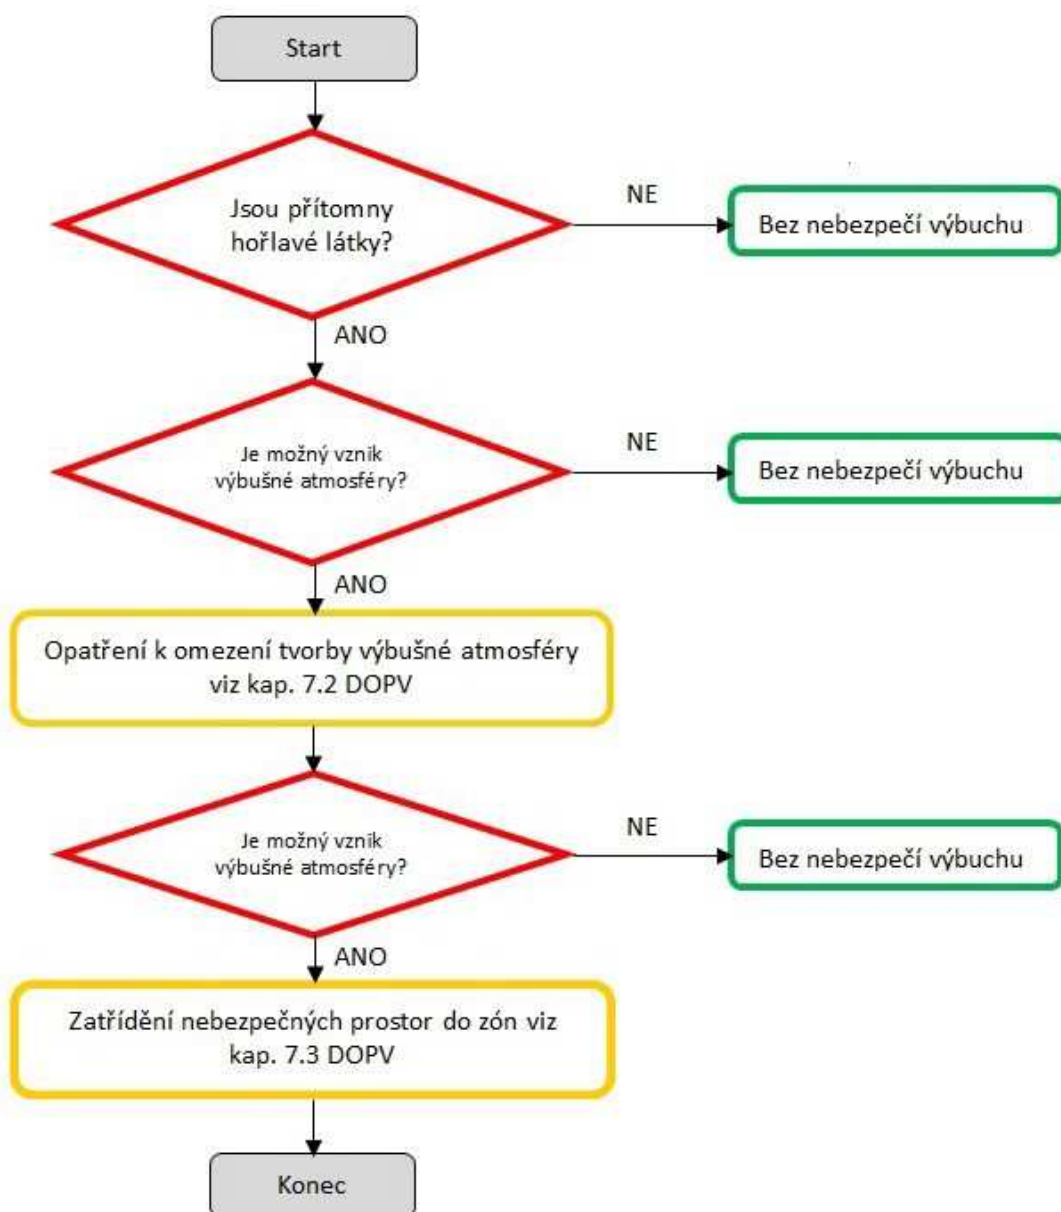 Start
Jsou přítomny
hořlavé látky?
NE
Bez nebezpečí výbuchu
ANO
Je možný vznik
výbušné atmosféry?
NE
Bez nebezpečí výbuchu
ANO
Opatření k omezení tvorby výbušné atmosféry
viz kap. 7.2 DOPV
Je možný vznik
výbušné atmosféry?
NE
Bez nebezpečí výbuchu
ANO
Zatřídění nebezpečných prostor do zón viz
kap. 7.3 DOPV
Konec